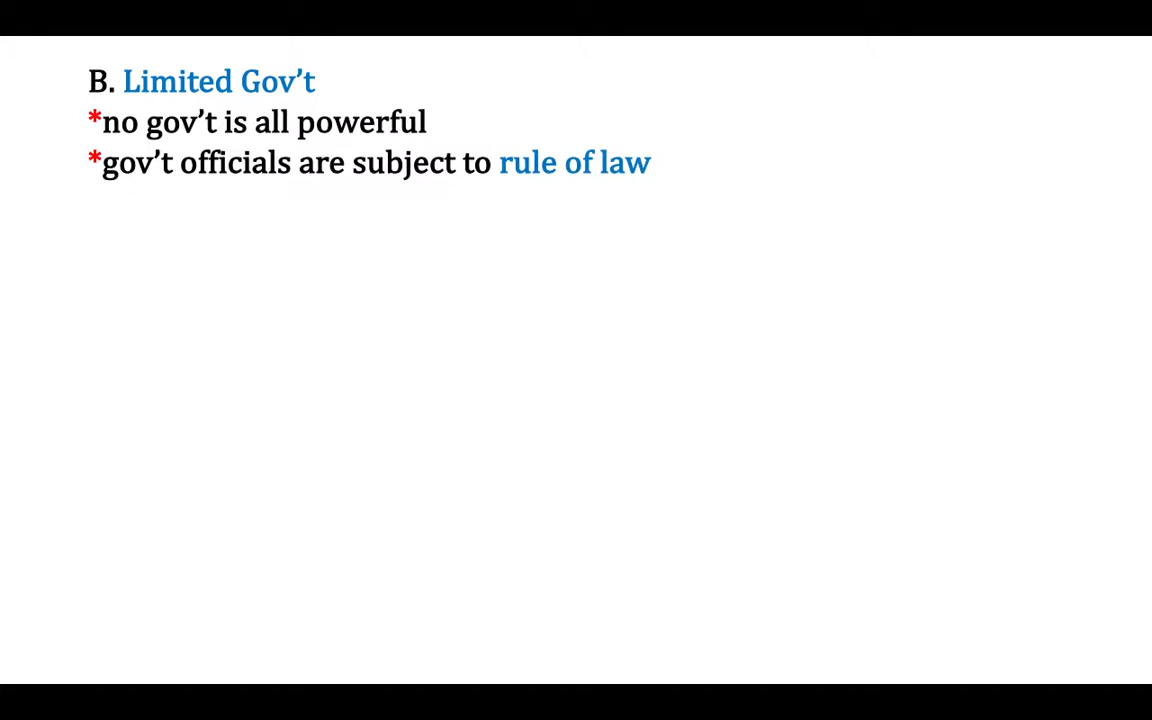 B. Limited Gov’t
*no gov’t is all powerful
*gov’t officials are subject to rule of law